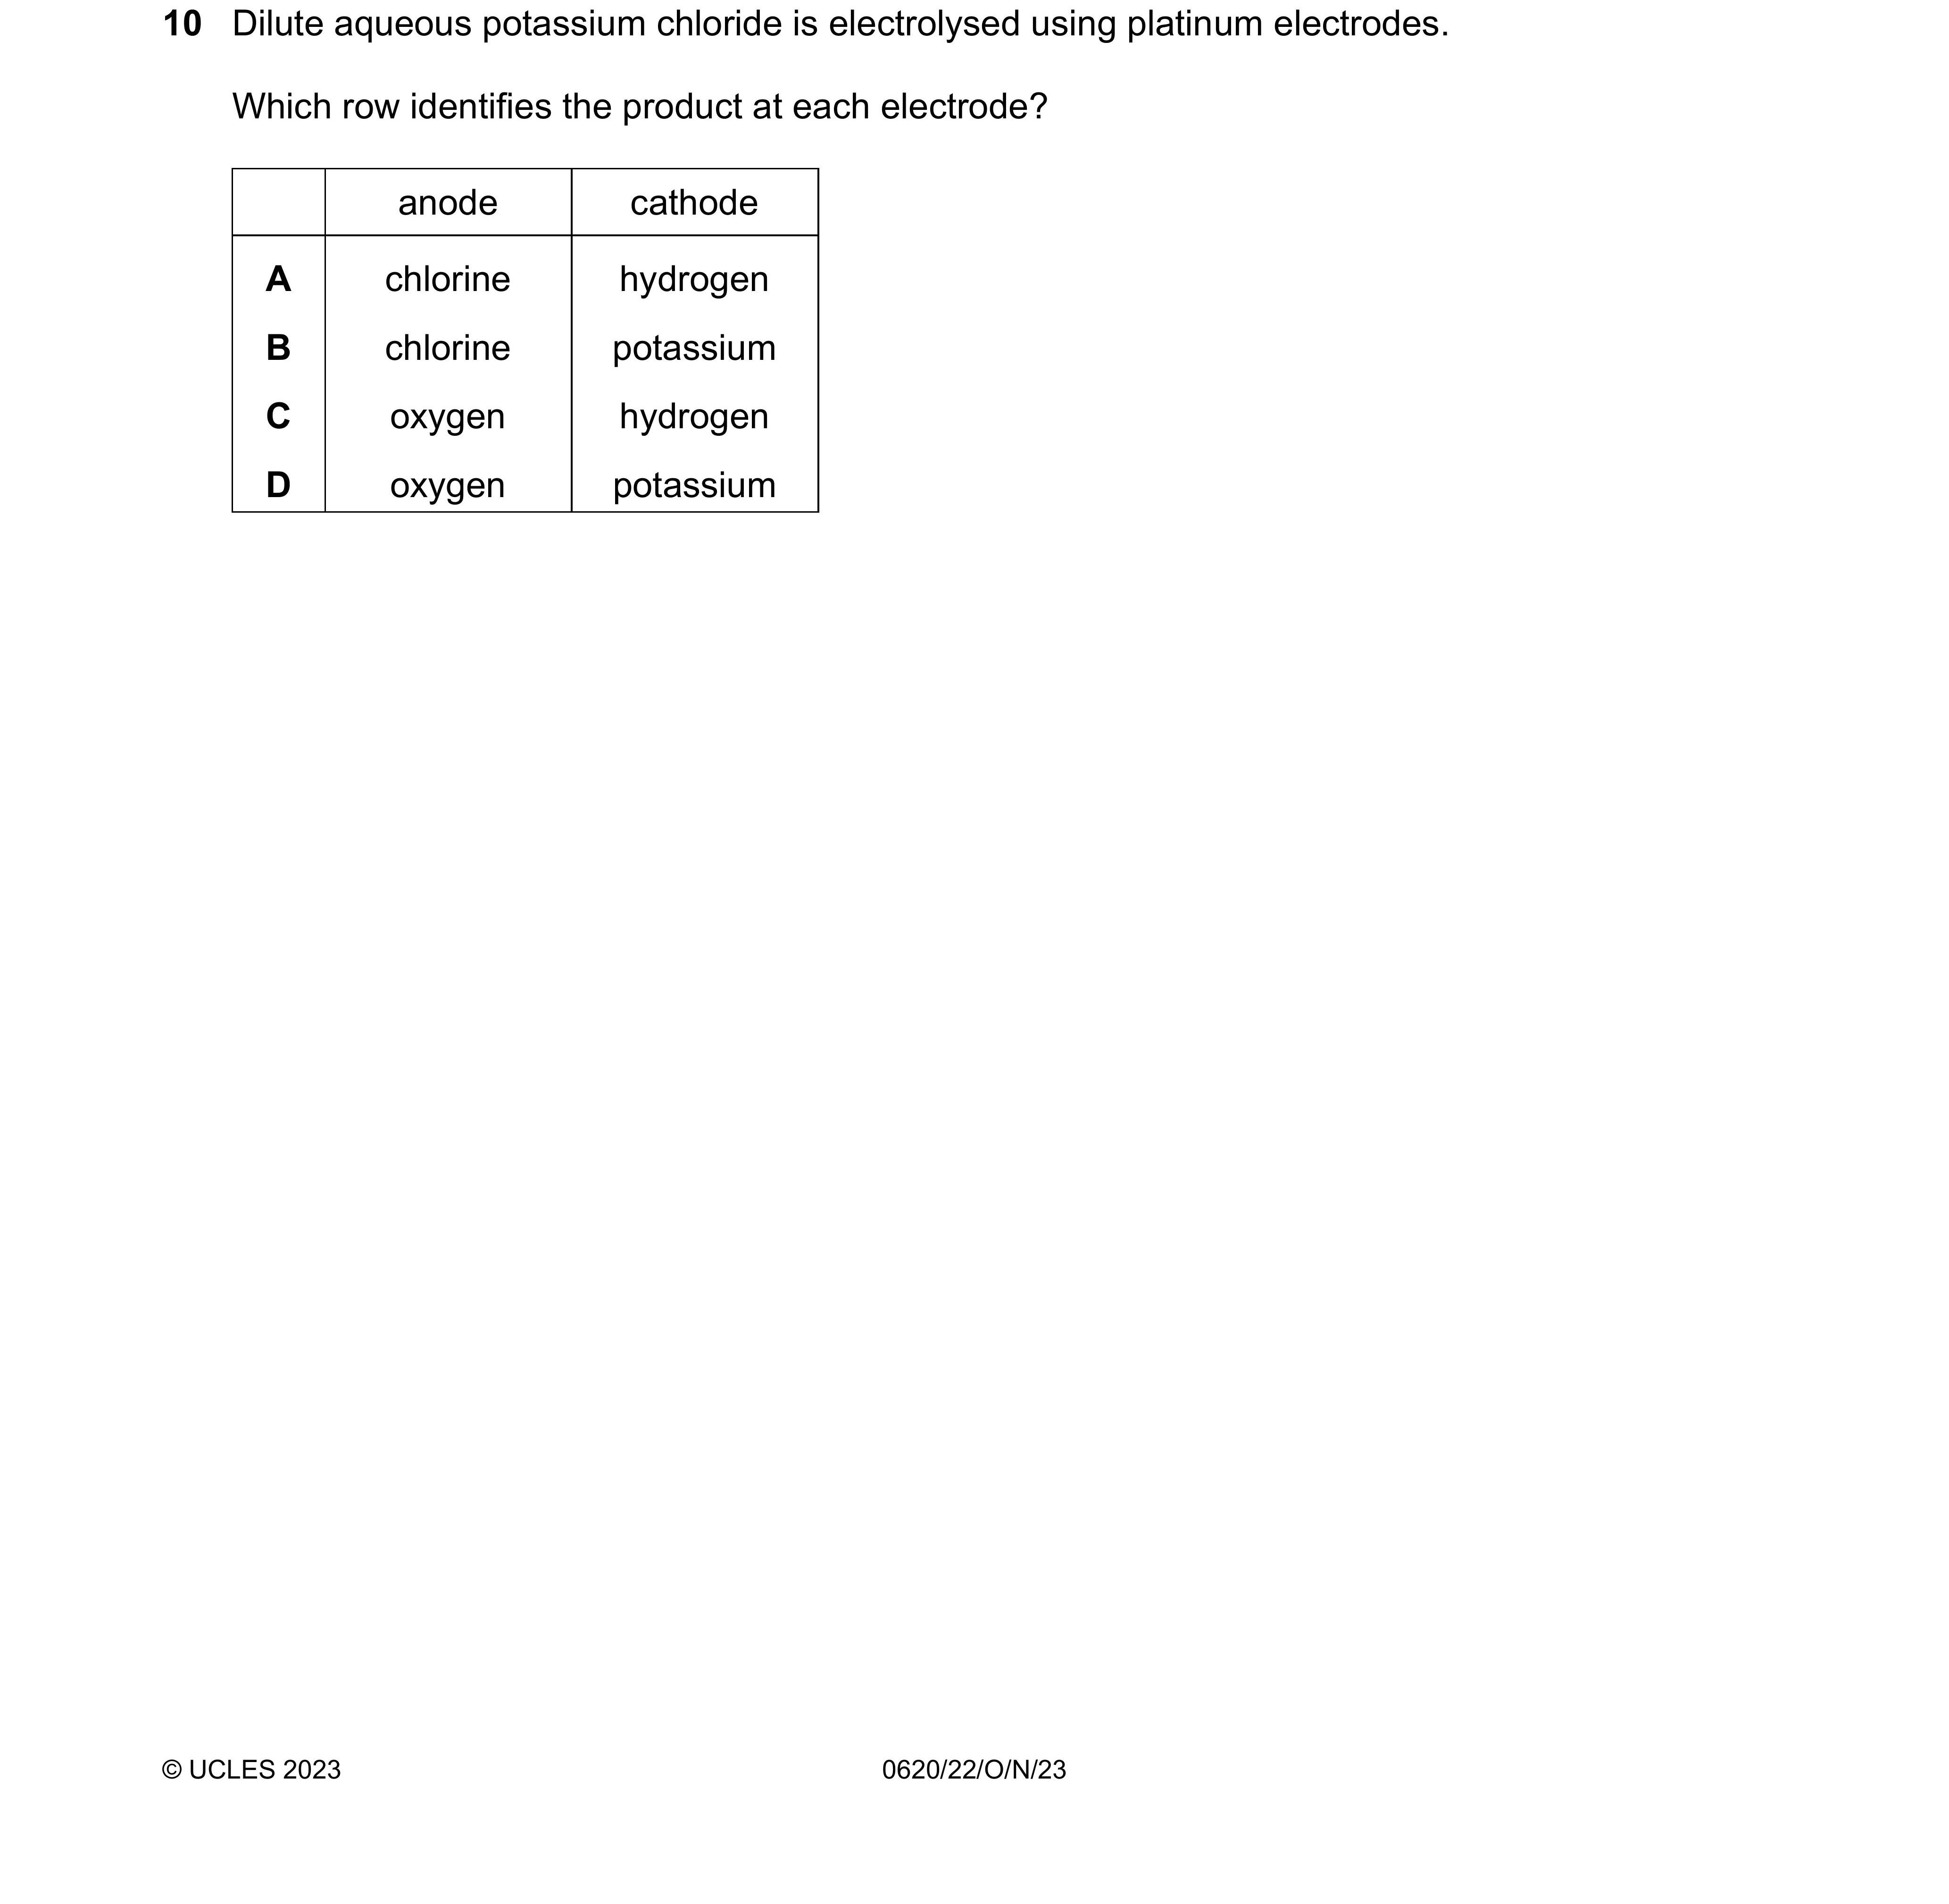 10 Dilute aqueous potassium chloride is electrolysed using platinum electrodes.
Which row identifies the product at each electrode?
anode cathode
A chlorine hydrogen
B chlorine potassium
C oxygen hydrogen
D oxygen potassium
© UCLES 2023 0620/22/O/N/23